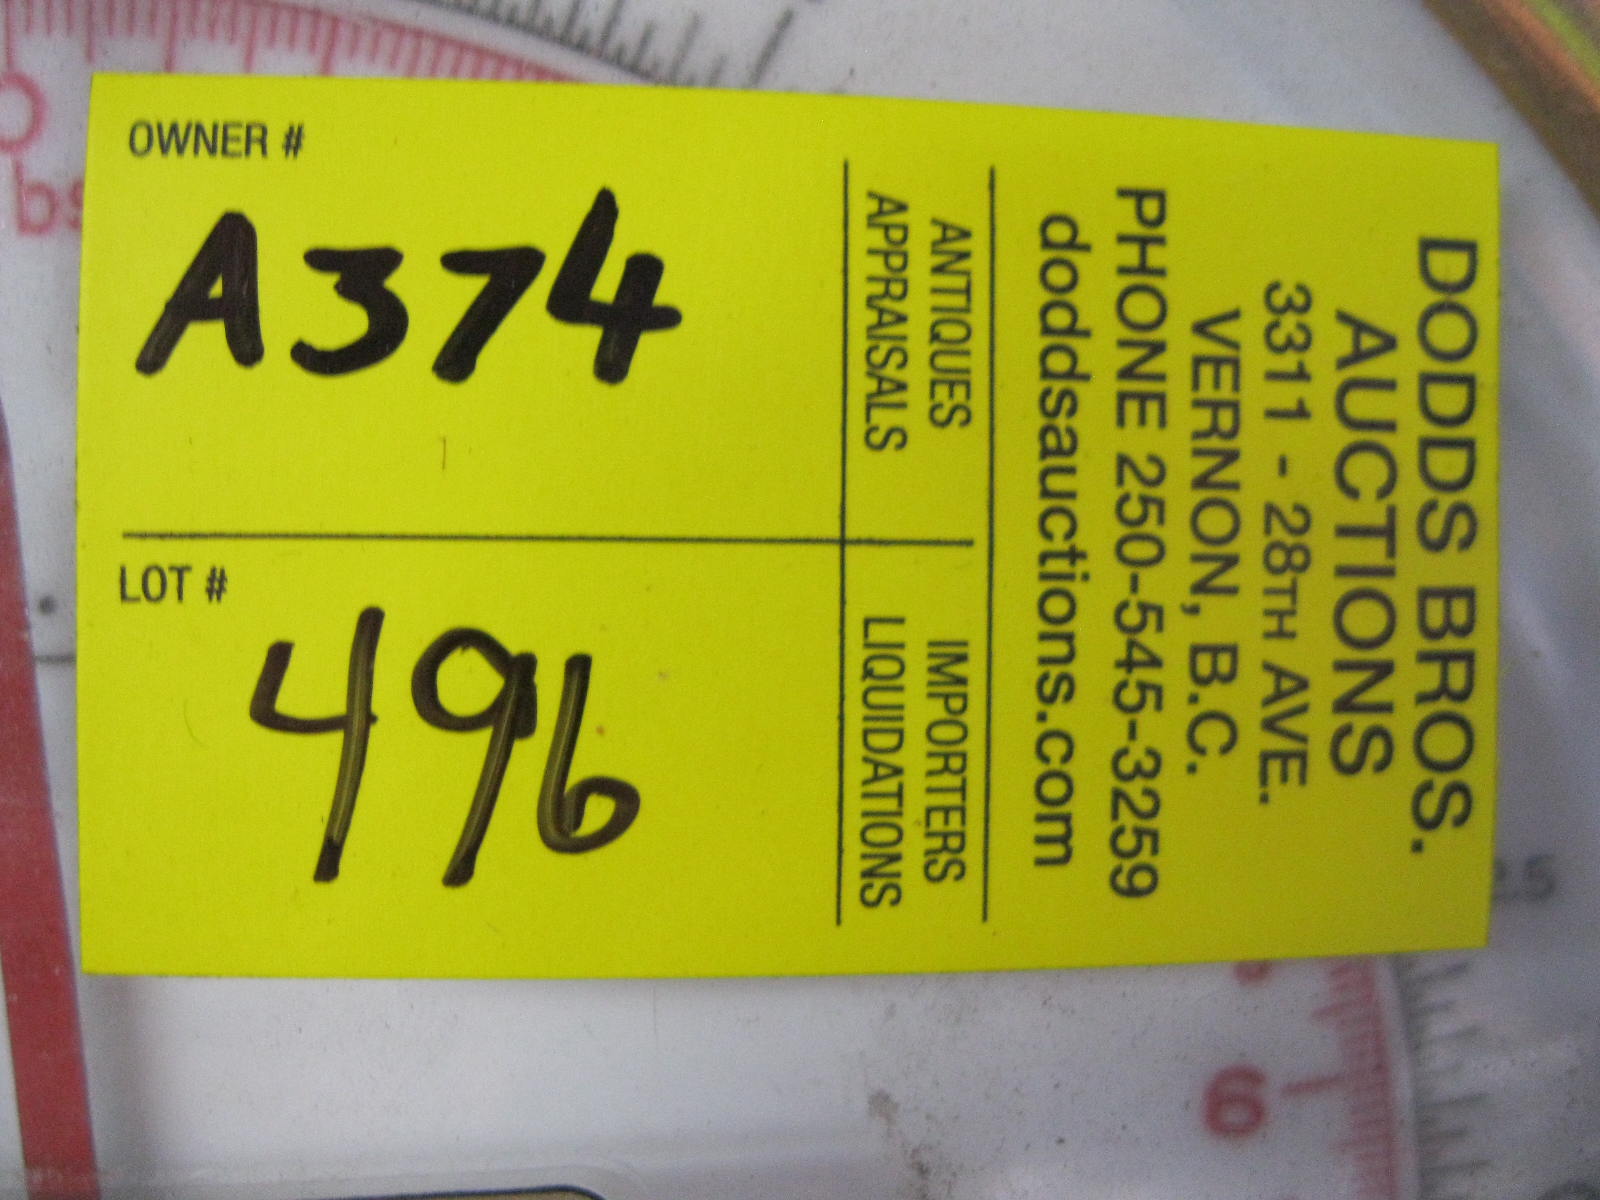 DODDS BROS.
AUCTIONS
3311 - 28TH AVE.
VERNON, B.C.
PHONE 250-545-3259
doddsauctions.com
ANTIQUES IMPORTERS
APPRAISALS LIQUIDATIONS
OWNER #
A374
LOT #
496
6